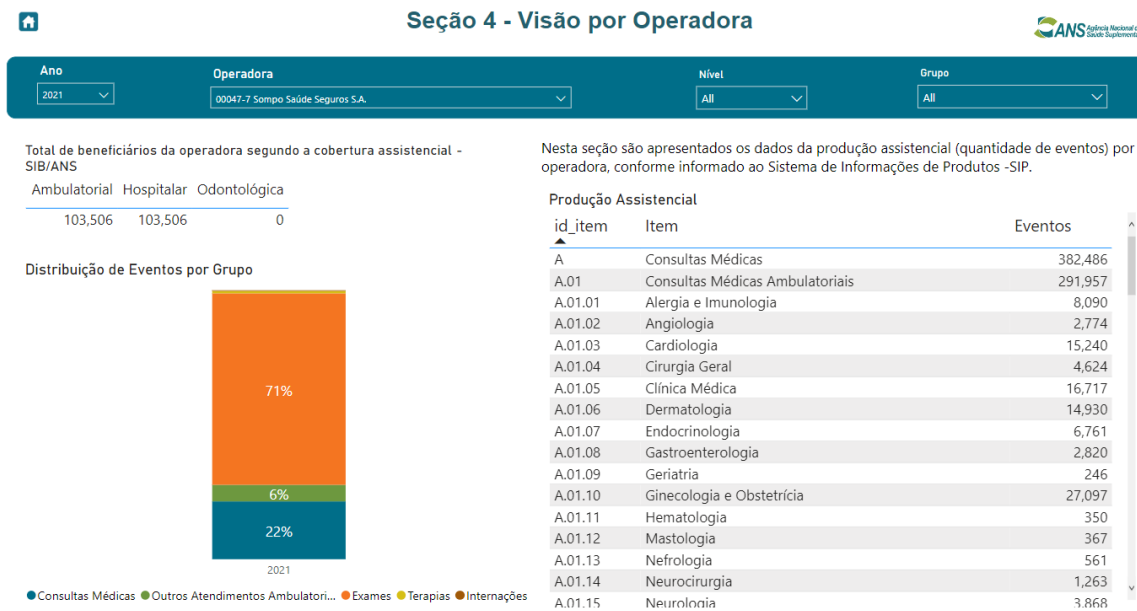 Seção 4 - Visão por Operadora
ANS Agência Nacional de
Saúde Suplementar
Ano
Operadora
Nível
Grupo
2021
00047-7 Sompo Saúde Seguros S.A.
All
All
Total de beneficiários da operadora segundo a cobertura assistencial -
SIB/ANS
Ambulatorial Hospitalar Odontológica
103,506 103,506 0
Distribuição de Eventos por Grupo
71%
6%
22%
2021
Consultas Médicas Outros Atendimentos Ambulatori... Exames Terapias Internações
Nesta seção são apresentados os dados da produção assistencial (quantidade de eventos) por
operadora, conforme informado ao Sistema de Informações de Produtos -SIP.
Produção Assistencial
id_item Item Eventos
A Consultas Médicas 382,486
A.01 Consultas Médicas Ambulatoriais 291,957
A.01.01 Alergia e Imunologia 8,090
A.01.02 Angiologia 2,774
A.01.03 Cardiologia 15,240
A.01.04 Cirurgia Geral 4,624
A.01.05 Clínica Médica 16,717
A.01.06 Dermatologia 14,930
A.01.07 Endocrinologia 6,761
A.01.08 Gastroenterologia 2,820
A.01.09 Geriatria 246
A.01.10 Ginecologia e Obstetrícia 27,097
A.01.11 Hematologia 350
A.01.12 Mastologia 367
A.01.13 Nefrologia 561
A.01.14 Neurocirurgia 1,263
A.01.15 Neurologia 3,868